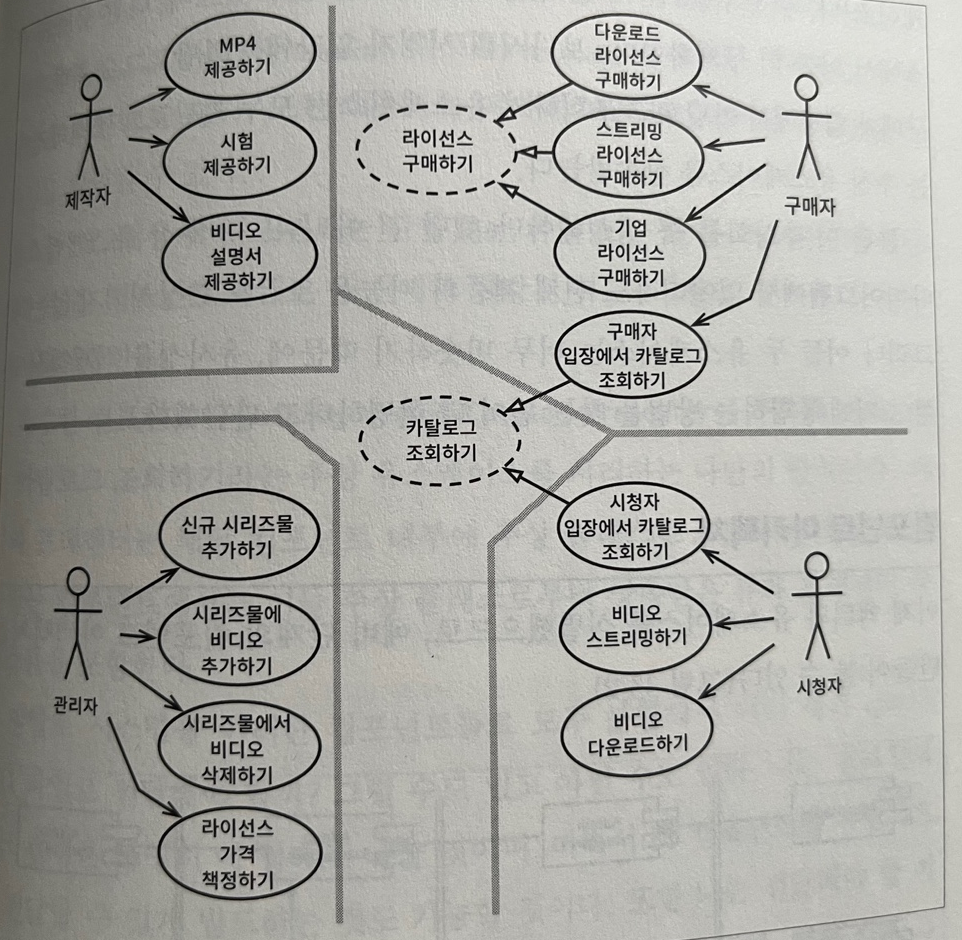 MP4
제공하기
시험
제공하기
비디오
설명서
제공하기
제작자
라이선스
구매하기
다운로드
라이선스
구매하기
스트리밍
라이선스
구매하기
기업
라이선스
구매하기
구매자
입장에서 카탈로그
조회하기
구매자
카탈로그
조회하기
신규 시리즈물
추가하기
시리즈물에
비디오
추가하기
시리즈물에서
비디오
삭제하기
라이선스
가격
책정하기
관리자
시청자
입장에서 카탈로그
조회하기
비디오
스트리밍하기
비디오
다운로드하기
시청자